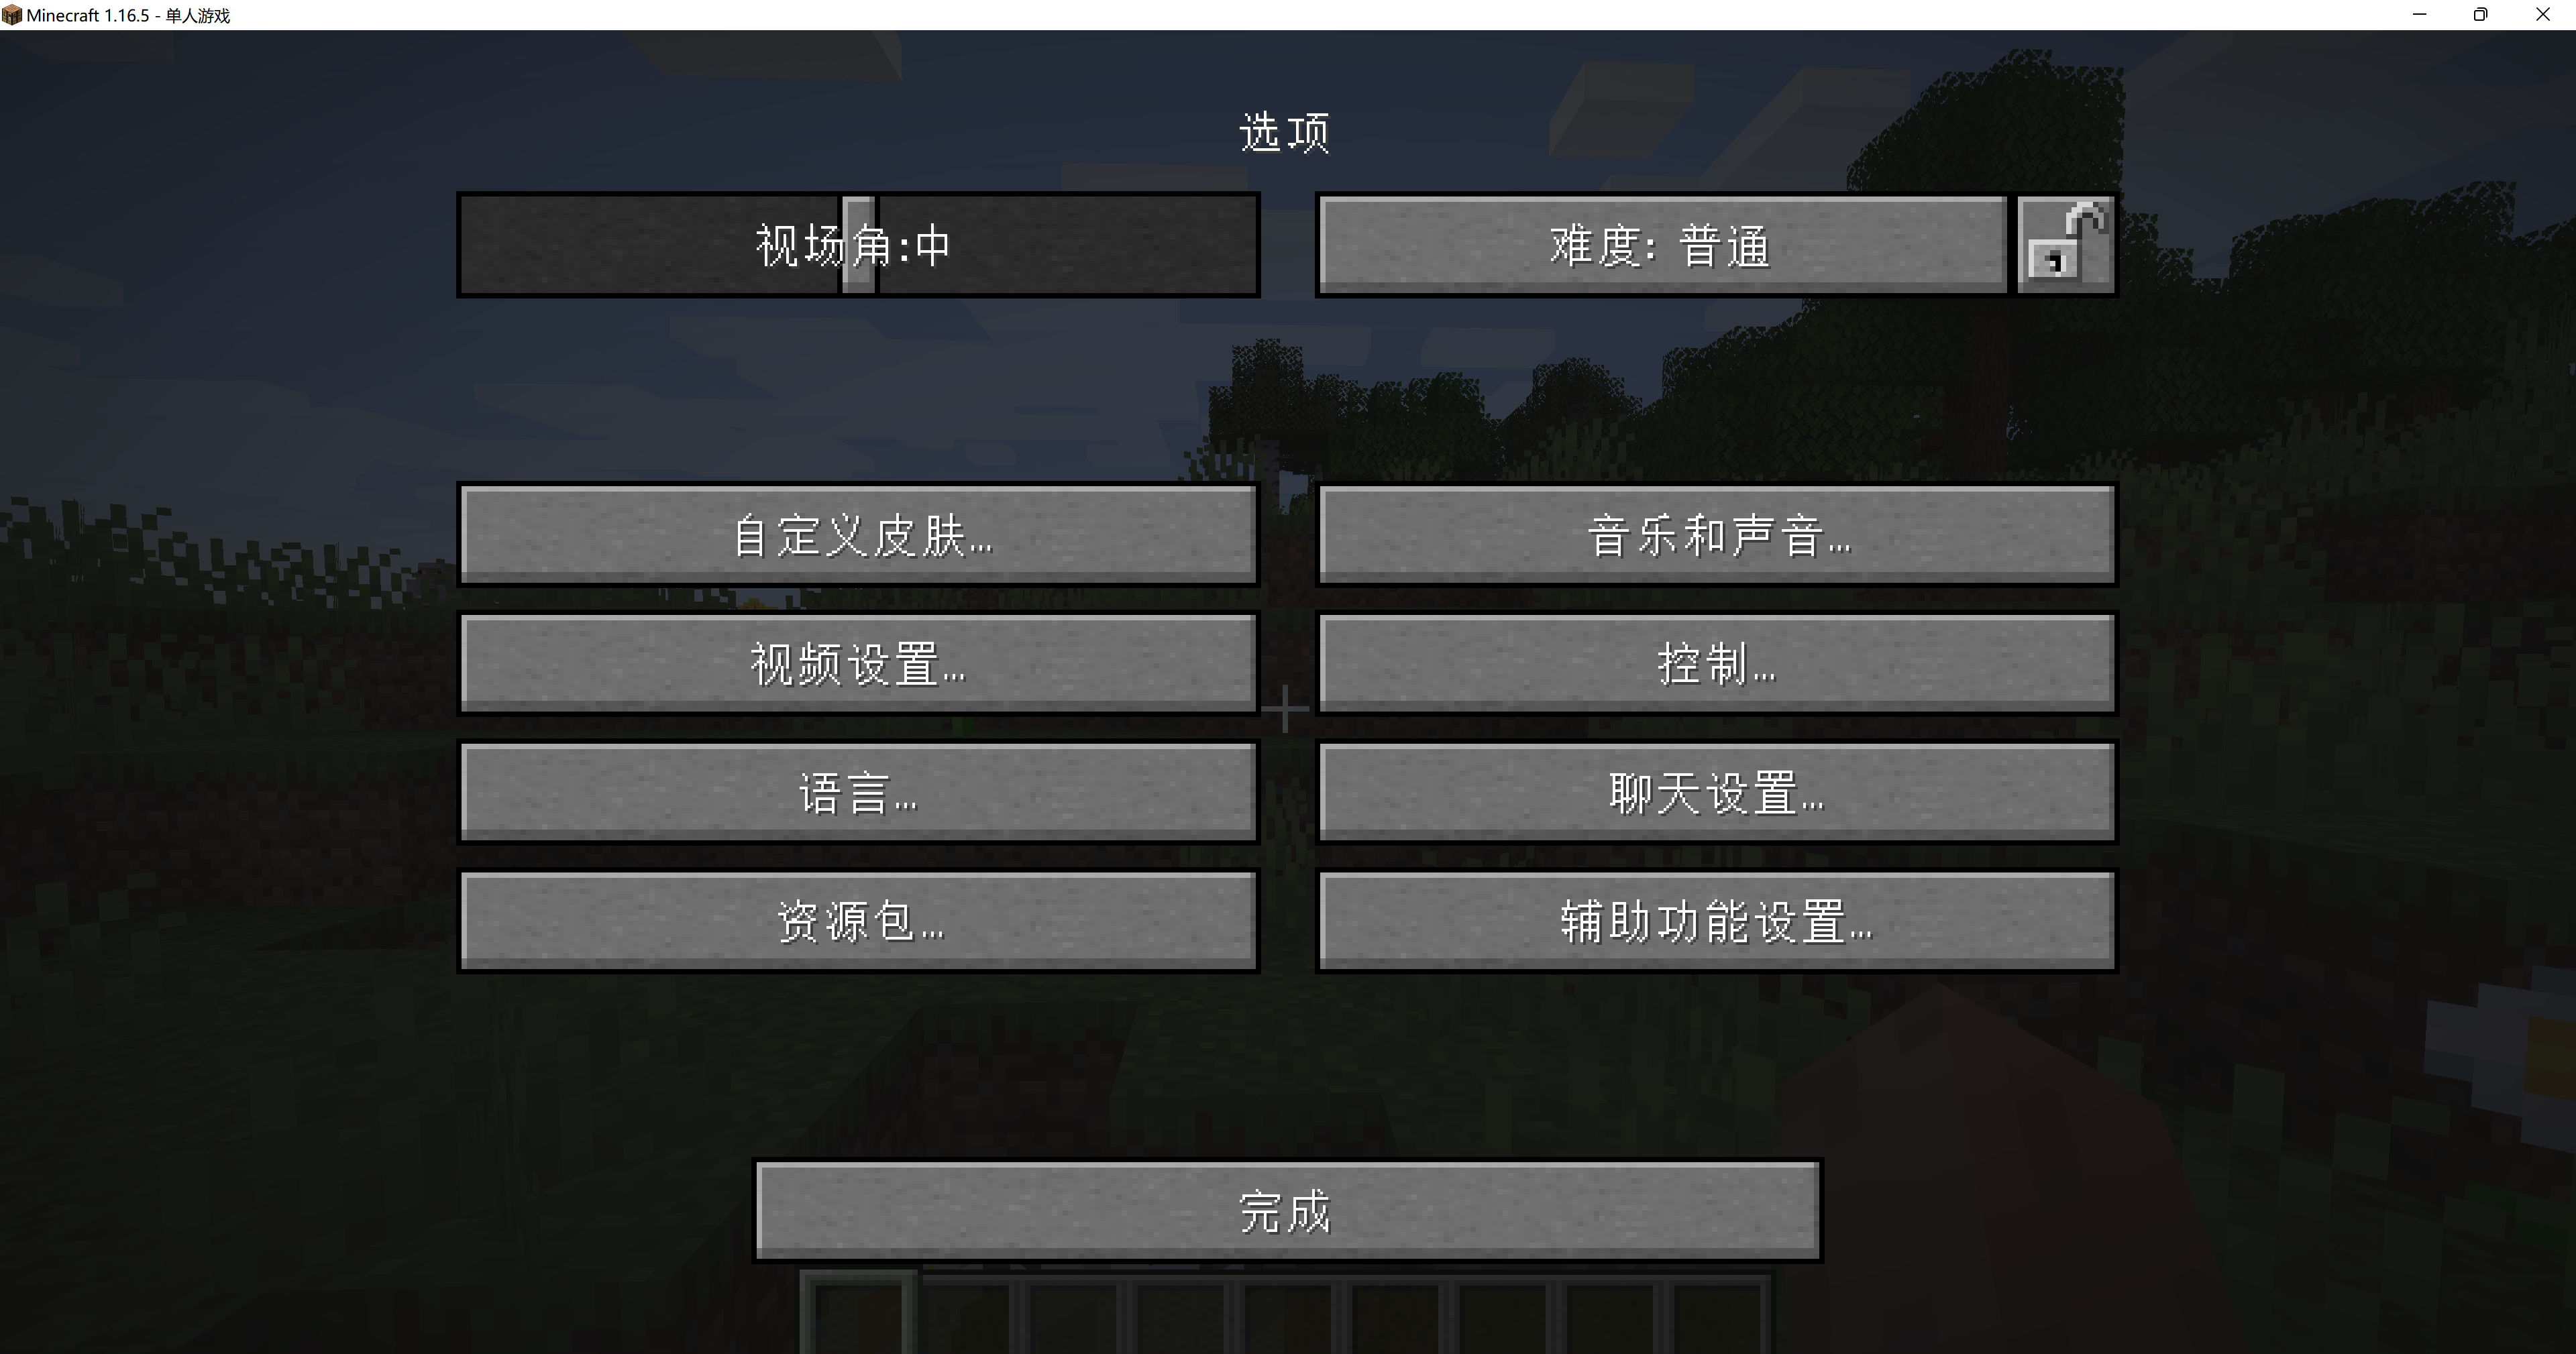 Minecraft 1.16.5 - 单人游戏
选项
视场角:中
难度: 普通
自定义皮肤...
音乐和声音...
视频设置...
控制...
语言...
聊天设置...
资源包...
辅助功能设置...
完成